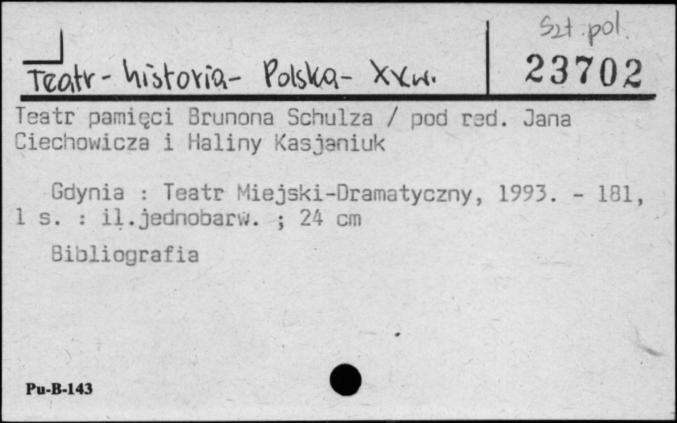 Szt. pol.
Teatr - historia - Polska - XX w.
23702
Teatr pamięci Brunona Schulza / pod red. Jana
Ciechowicza i Haliny Kasjaniuk
Gdynia : Teatr Miejski-Dramatyczny, 1993. - 181,
1 s. : il.jednobarw. ; 24 cm
Bibliografia
Pu-B-143